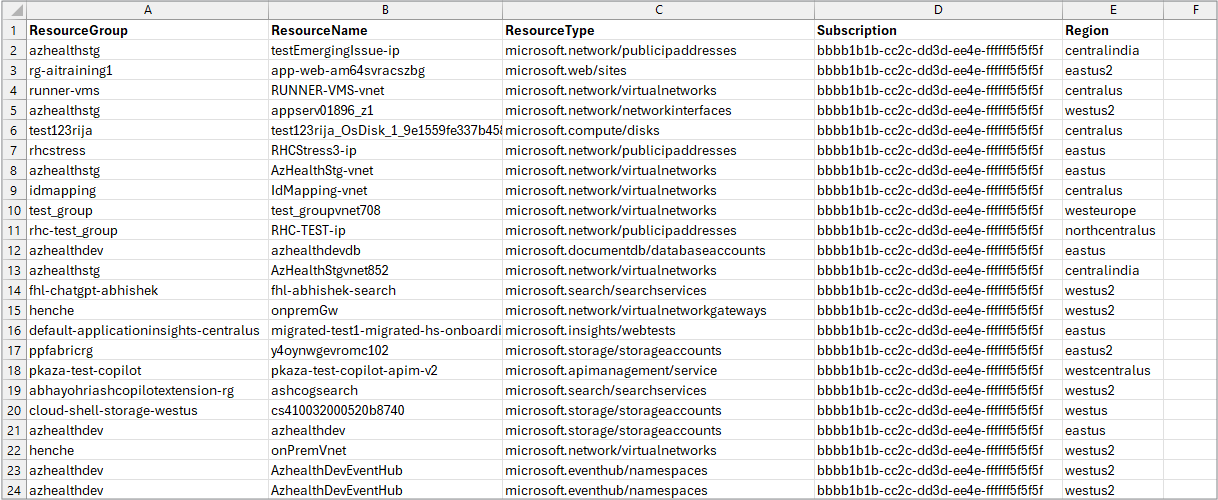 A B C D E F
1 ResourceGroup ResourceName ResourceType Subscription Region
2 azhealthstg testEmergingIssue-ip microsoft.network/publicipaddresses bbbb1b1b-cc2c-dd3d-ee4e-ffffff5f5f5f centralindia
3 rg-aitraining1 app-web-am64svracszbg microsoft.web/sites bbbb1b1b-cc2c-dd3d-ee4e-ffffff5f5f5f eastus2
4 runner-vms RUNNER-VMS-vnet microsoft.network/virtualnetworks bbbb1b1b-cc2c-dd3d-ee4e-ffffff5f5f5f centralus
5 azhealthstg appserv01896_z1 microsoft.network/networkinterfaces bbbb1b1b-cc2c-dd3d-ee4e-ffffff5f5f5f westus2
6 test123rija test123rija_OsDisk_1_9e1559fe337b458 microsoft.compute/disks bbbb1b1b-cc2c-dd3d-ee4e-ffffff5f5f5f centralus
7 rhcstress RHCStress3-ip microsoft.network/publicipaddresses bbbb1b1b-cc2c-dd3d-ee4e-ffffff5f5f5f eastus
8 azhealthstg AzHealthStg-vnet microsoft.network/virtualnetworks bbbb1b1b-cc2c-dd3d-ee4e-ffffff5f5f5f eastus
9 idmapping IdMapping-vnet microsoft.network/virtualnetworks bbbb1b1b-cc2c-dd3d-ee4e-ffffff5f5f5f centralus
10 test_group test_groupvnet708 microsoft.network/virtualnetworks bbbb1b1b-cc2c-dd3d-ee4e-ffffff5f5f5f westeurope
11 rhc-test_group RHC-TEST-ip microsoft.network/publicipaddresses bbbb1b1b-cc2c-dd3d-ee4e-ffffff5f5f5f northcentralus
12 azhealthdev azhealthdevdb microsoft.documentdb/databaseaccounts bbbb1b1b-cc2c-dd3d-ee4e-ffffff5f5f5f eastus
13 azhealthstg AzHealthStgvnet852 microsoft.network/virtualnetworks bbbb1b1b-cc2c-dd3d-ee4e-ffffff5f5f5f centralindia
14 fhl-chatgpt-abhishek fhl-abhishek-search microsoft.search/searchservices bbbb1b1b-cc2c-dd3d-ee4e-ffffff5f5f5f westus2
15 henche onpremGw microsoft.network/virtualnetworkgateways bbbb1b1b-cc2c-dd3d-ee4e-ffffff5f5f5f westus2
16 default-applicationinsights-centralus migrated-test1-migrated-hs-onboardi microsoft.insights/webtests bbbb1b1b-cc2c-dd3d-ee4e-ffffff5f5f5f eastus
17 ppfabricrg y4oynwgevromc102 microsoft.storage/storageaccounts bbbb1b1b-cc2c-dd3d-ee4e-ffffff5f5f5f eastus2
18 pkaza-test-copilot pkaza-test-copilot-apim-v2 microsoft.apimanagement/service bbbb1b1b-cc2c-dd3d-ee4e-ffffff5f5f5f westcentralus
19 abhayohriashcopilotextension-rg ashcogsearch microsoft.search/searchservices bbbb1b1b-cc2c-dd3d-ee4e-ffffff5f5f5f westus2
20 cloud-shell-storage-westus cs410032000520b8740 microsoft.storage/storageaccounts bbbb1b1b-cc2c-dd3d-ee4e-ffffff5f5f5f westus
21 azhealthdev azhealthdev microsoft.storage/storageaccounts bbbb1b1b-cc2c-dd3d-ee4e-ffffff5f5f5f eastus
22 henche onPremVnet microsoft.network/virtualnetworks bbbb1b1b-cc2c-dd3d-ee4e-ffffff5f5f5f westus2
23 azhealthdev AzhealthDevEventHub microsoft.eventhub/namespaces bbbb1b1b-cc2c-dd3d-ee4e-ffffff5f5f5f westus2
24 azhealthdev AzhealthDevEventHub microsoft.eventhub/namespaces bbbb1b1b-cc2c-dd3d-ee4e-ffffff5f5f5f westus2